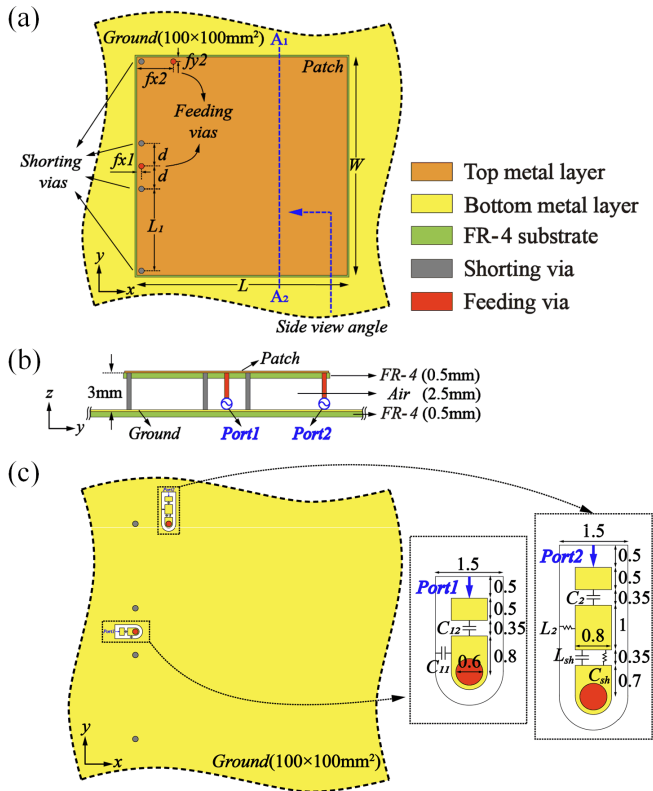 (a)
Ground(100×100mm²)
A1
fx2
fy2
Patch
Feeding
vias
Shorting
vias
fx1
d
d
W
L1
y
x
L
A2
Side view angle
Top metal layer
Bottom metal layer
FR-4 substrate
Shorting via
Feeding via
(b)
Patch
3mm
FR-4 (0.5mm)
Air (2.5mm)
FR-4 (0.5mm)
z
y
Ground
Port1
Port2
(c)
1.5
Port1
0.5
0.5
C12
0.35
C11
0.6
0.8
1.5
Port2
0.5
0.5
C2
0.35
L2
0.8
1
Lsh
0.35
Csh
0.7
y
x
Ground(100×100mm²)